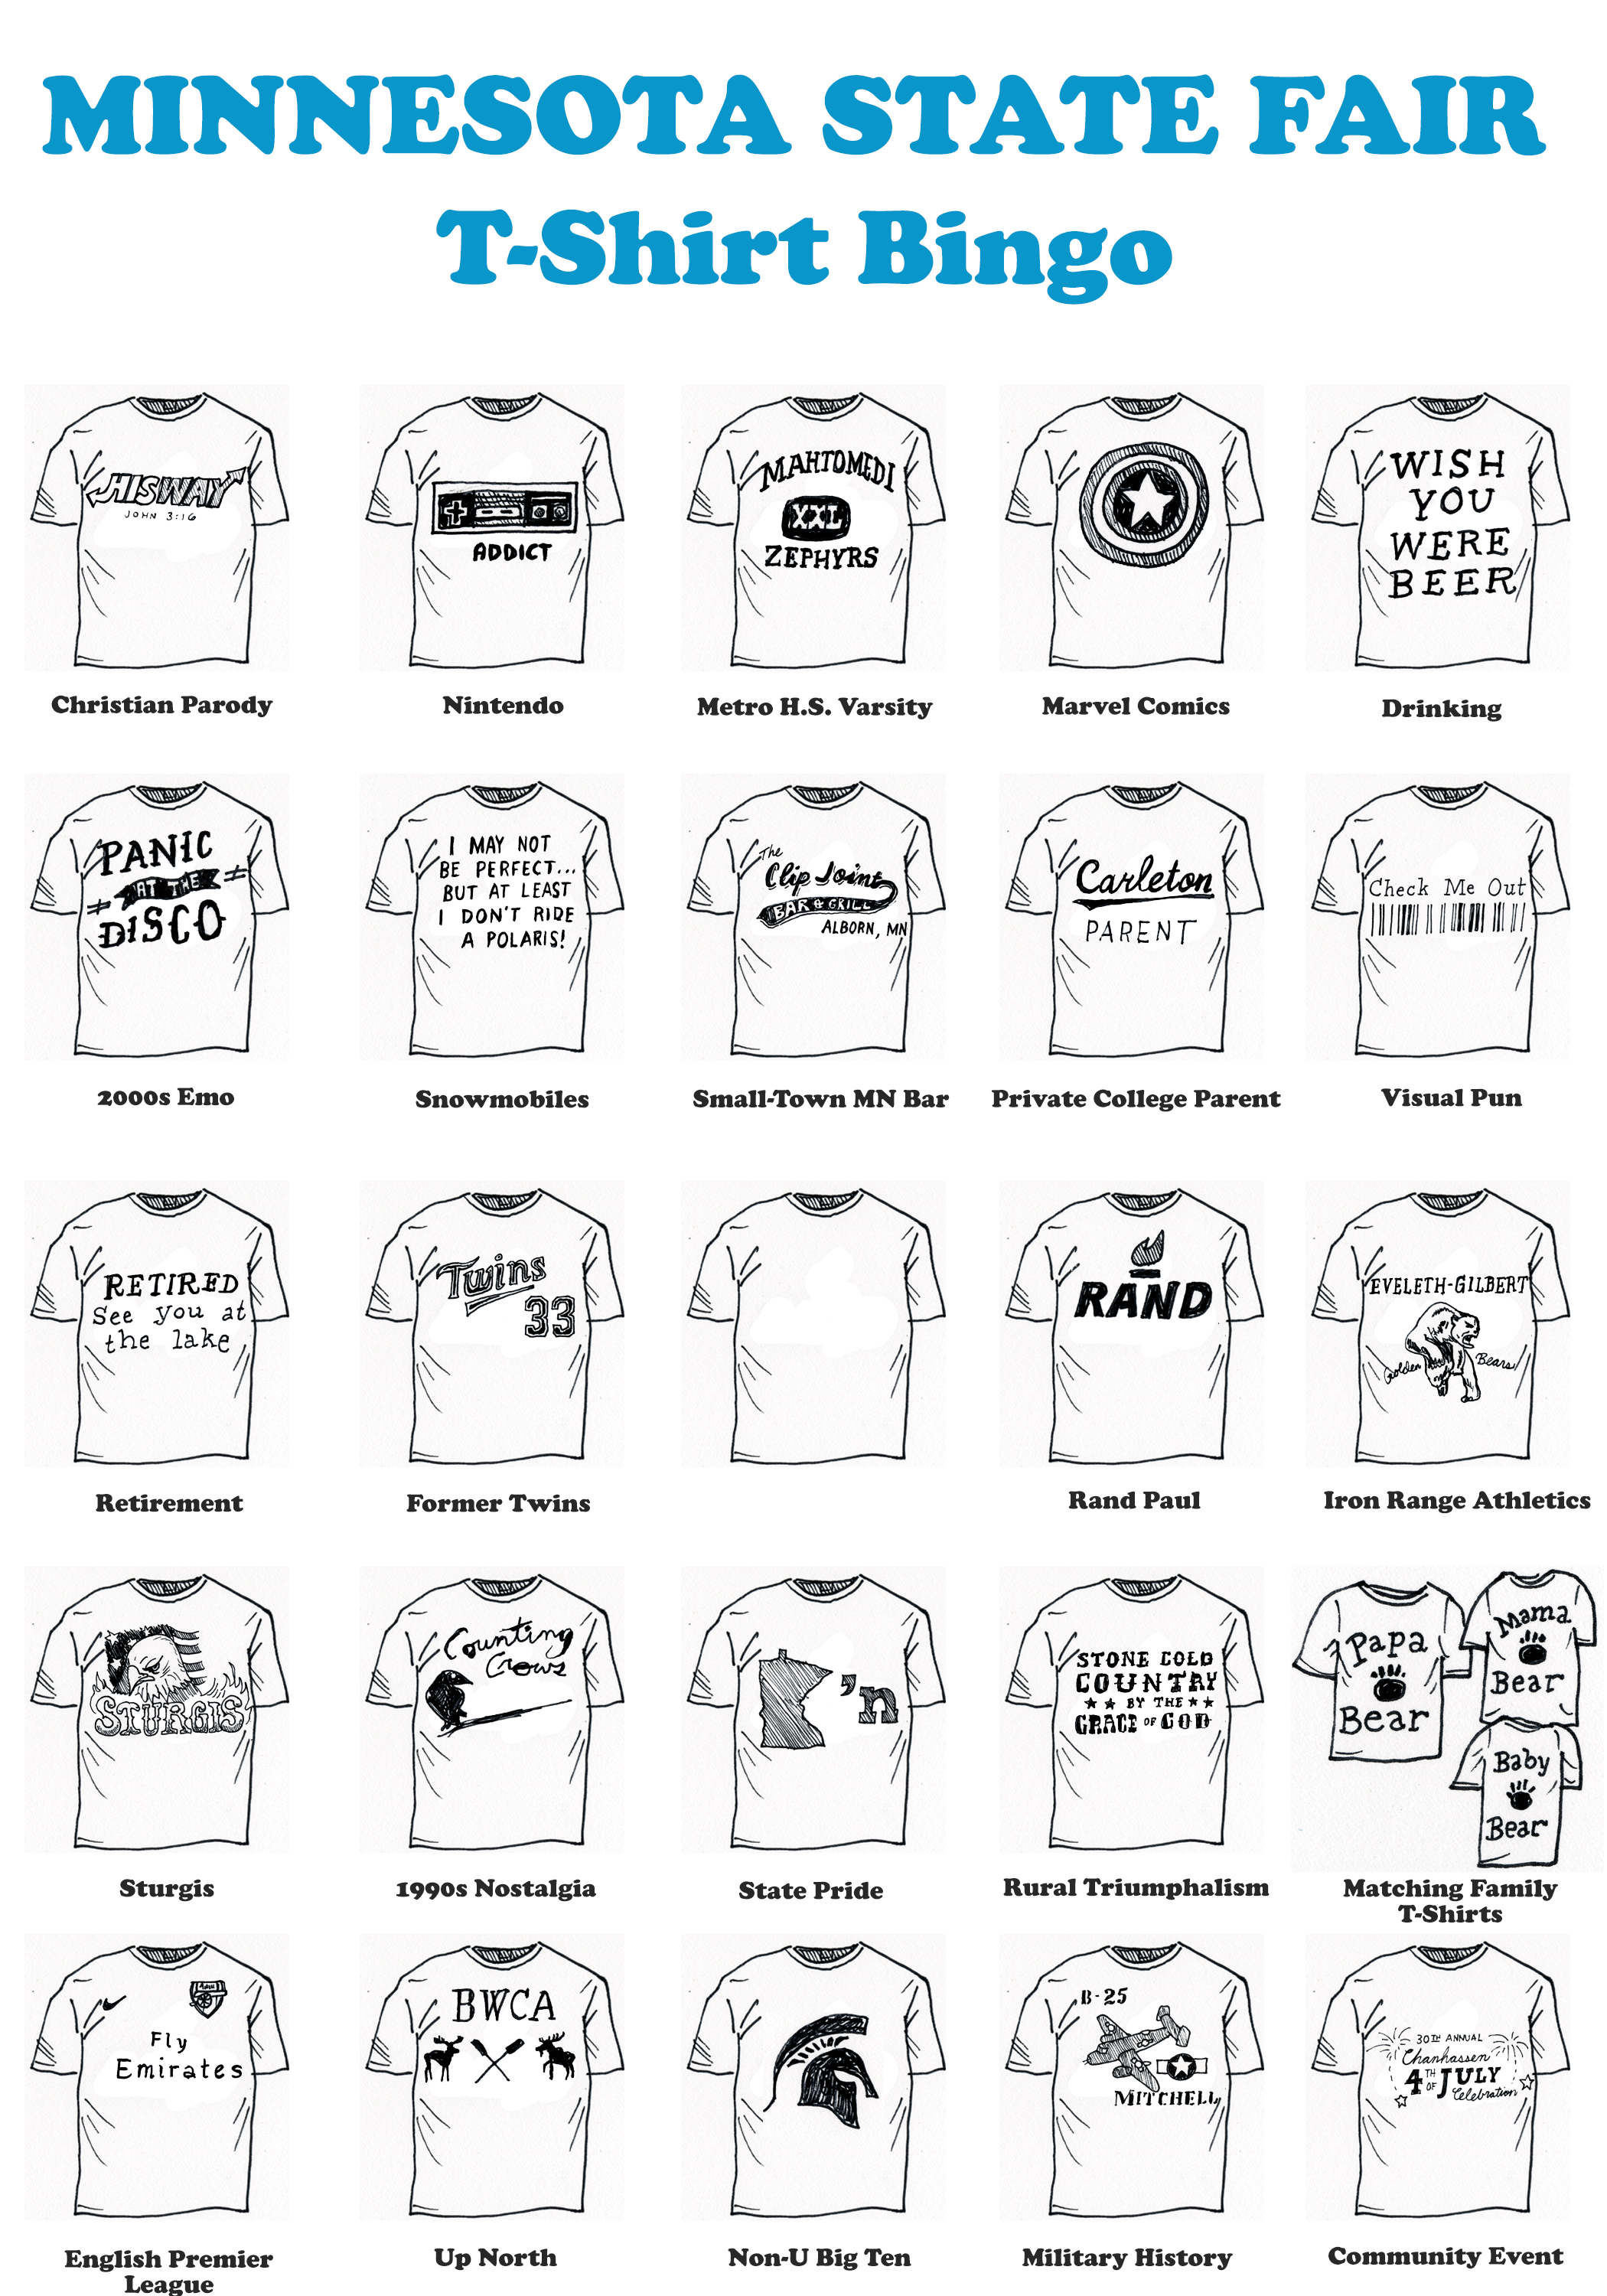 MINNESOTA STATE FAIR
T-Shirt Bingo
HISWAY
JOHN 3:16
Christian Parody
ADDICT
Nintendo
MAHTOMEDI
XXL
ZEPHYRS
Metro H.S. Varsity
Marvel Comics
WISH
YOU
WERE
BEER
Drinking
PANIC
AT THE
DISCO
2000s Emo
I MAY NOT
BE PERFECT...
BUT AT LEAST
I DON'T RIDE
A POLARIS!
Snowmobiles
The
Clip Joint
BAR & GRILL
ALBORN, MN
Small-Town MN Bar
Carleton
PARENT
Private College Parent
Check Me Out
Visual Pun
RETIRED
See you at
the lake
Retirement
Twins
33
Former Twins
RAND
Rand Paul
EVELETH-GILBERT
Golden Bears
Iron Range Athletics
STURGIS
Sturgis
Counting
Crows
1990s Nostalgia
'n
State Pride
STONE COLD
COUNTRY
BY THE
GRACE OF GOD
Rural Triumphalism
Papa
Bear
Mama
Bear
Baby
Bear
Matching Family
T-Shirts
Fly
Emirates
English Premier
League
BWCA
Up North
Non-U Big Ten
B-25
MITCHELL
Military History
30TH ANNUAL
Chanhassen
4TH OF JULY
Celebration
Community Event